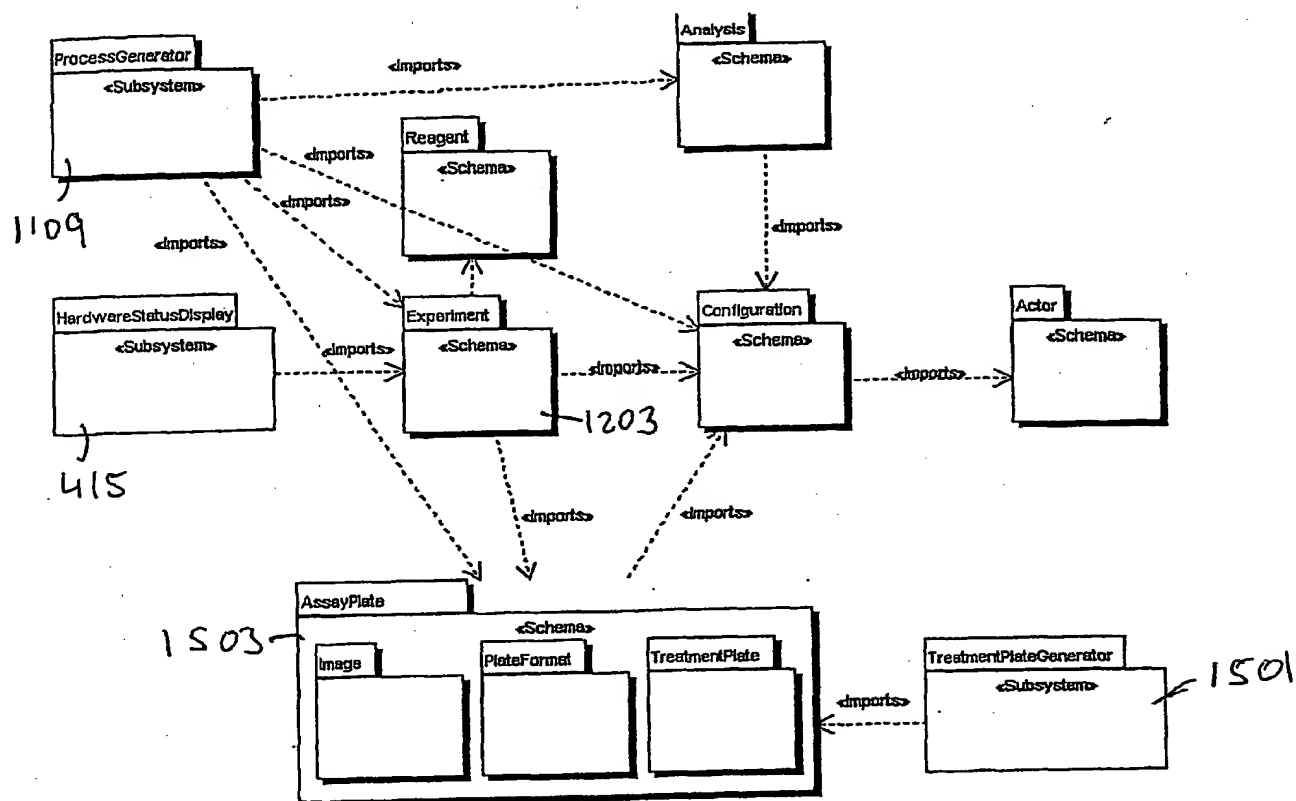 Analysis
«Schema»
ProcessGenerator
«Subsystem»
«Imports»
Reagent
«Schema»
«Imports»
«Imports»
1109
«Imports»
«Imports»
HardwareStatusDisplay
«Subsystem»
Experiment
«Schema»
Configuration
«Schema»
Actor
«Schema»
«Imports»
«Imports»
«Imports»
1203
415
«Imports»
«Imports»
AssayPlate
«Schema»
1503
Image
PlateFormat
TreatmentPlate
TreatmentPlateGenerator
«Subsystem»
1501
«Imports»